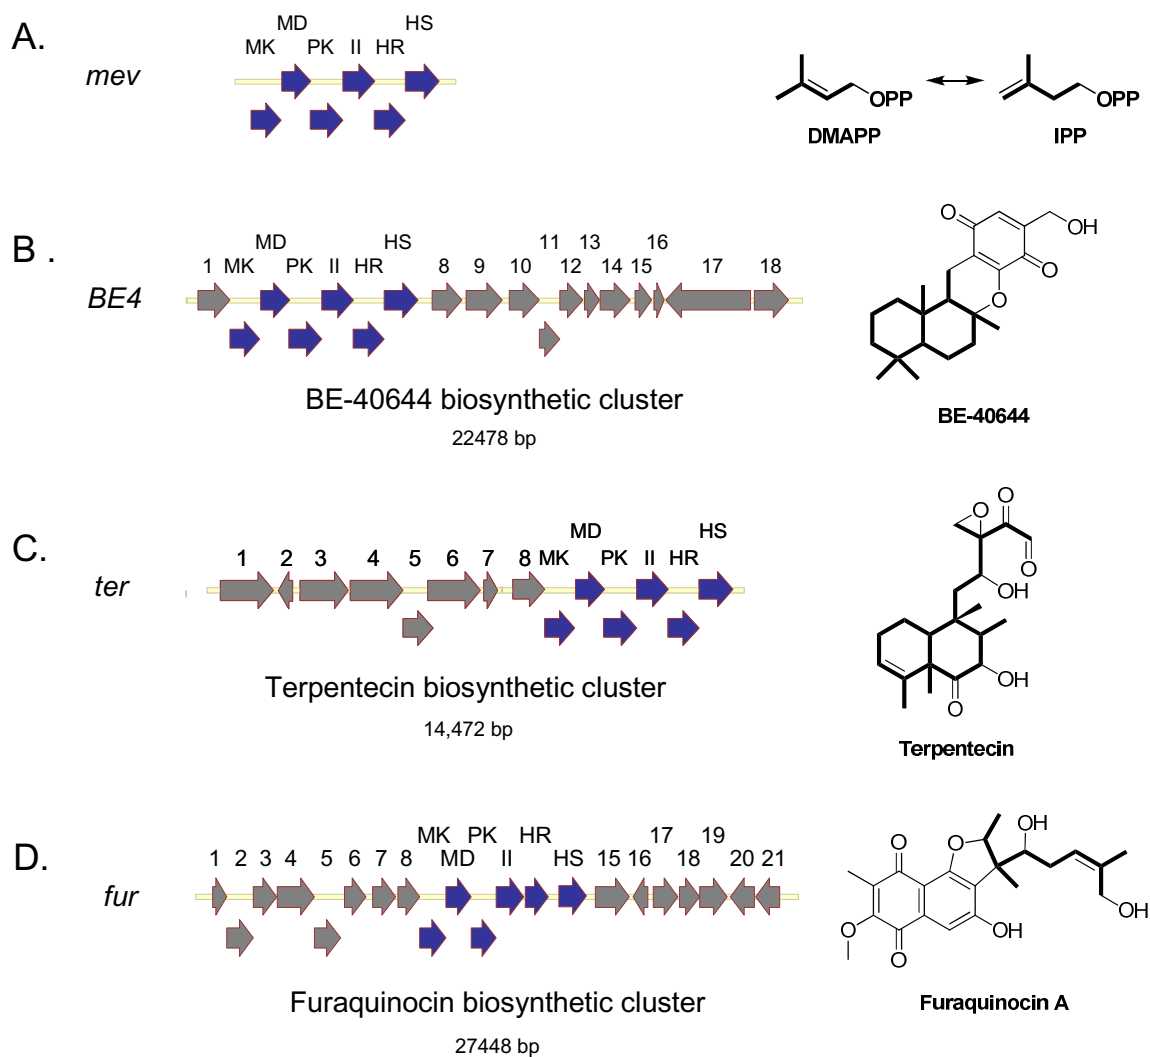 A.
mev
MD HS
MK PK II HR
OPP OPP
DMAPP IPP
B .
BE4
11 13 16
MD HS
1 MK PK II HR 8 9 10 12 14 15 17 18
BE-40644 biosynthetic cluster
22478 bp
O OH
O
O
BE-40644
C.
ter
MD HS
1 2 3 4 5 6 7 8 MK PK II HR
Terpentecin biosynthetic cluster
14,472 bp
O
O
O
OH
OH
O
Terpentecin
D.
fur
MK PK HR 17 19
1 2 3 4 5 6 7 8 MD II HS 15 16 18 20 21
Furaquinocin biosynthetic cluster
27448 bp
OH
O O
OH
O OH
O
Furaquinocin A